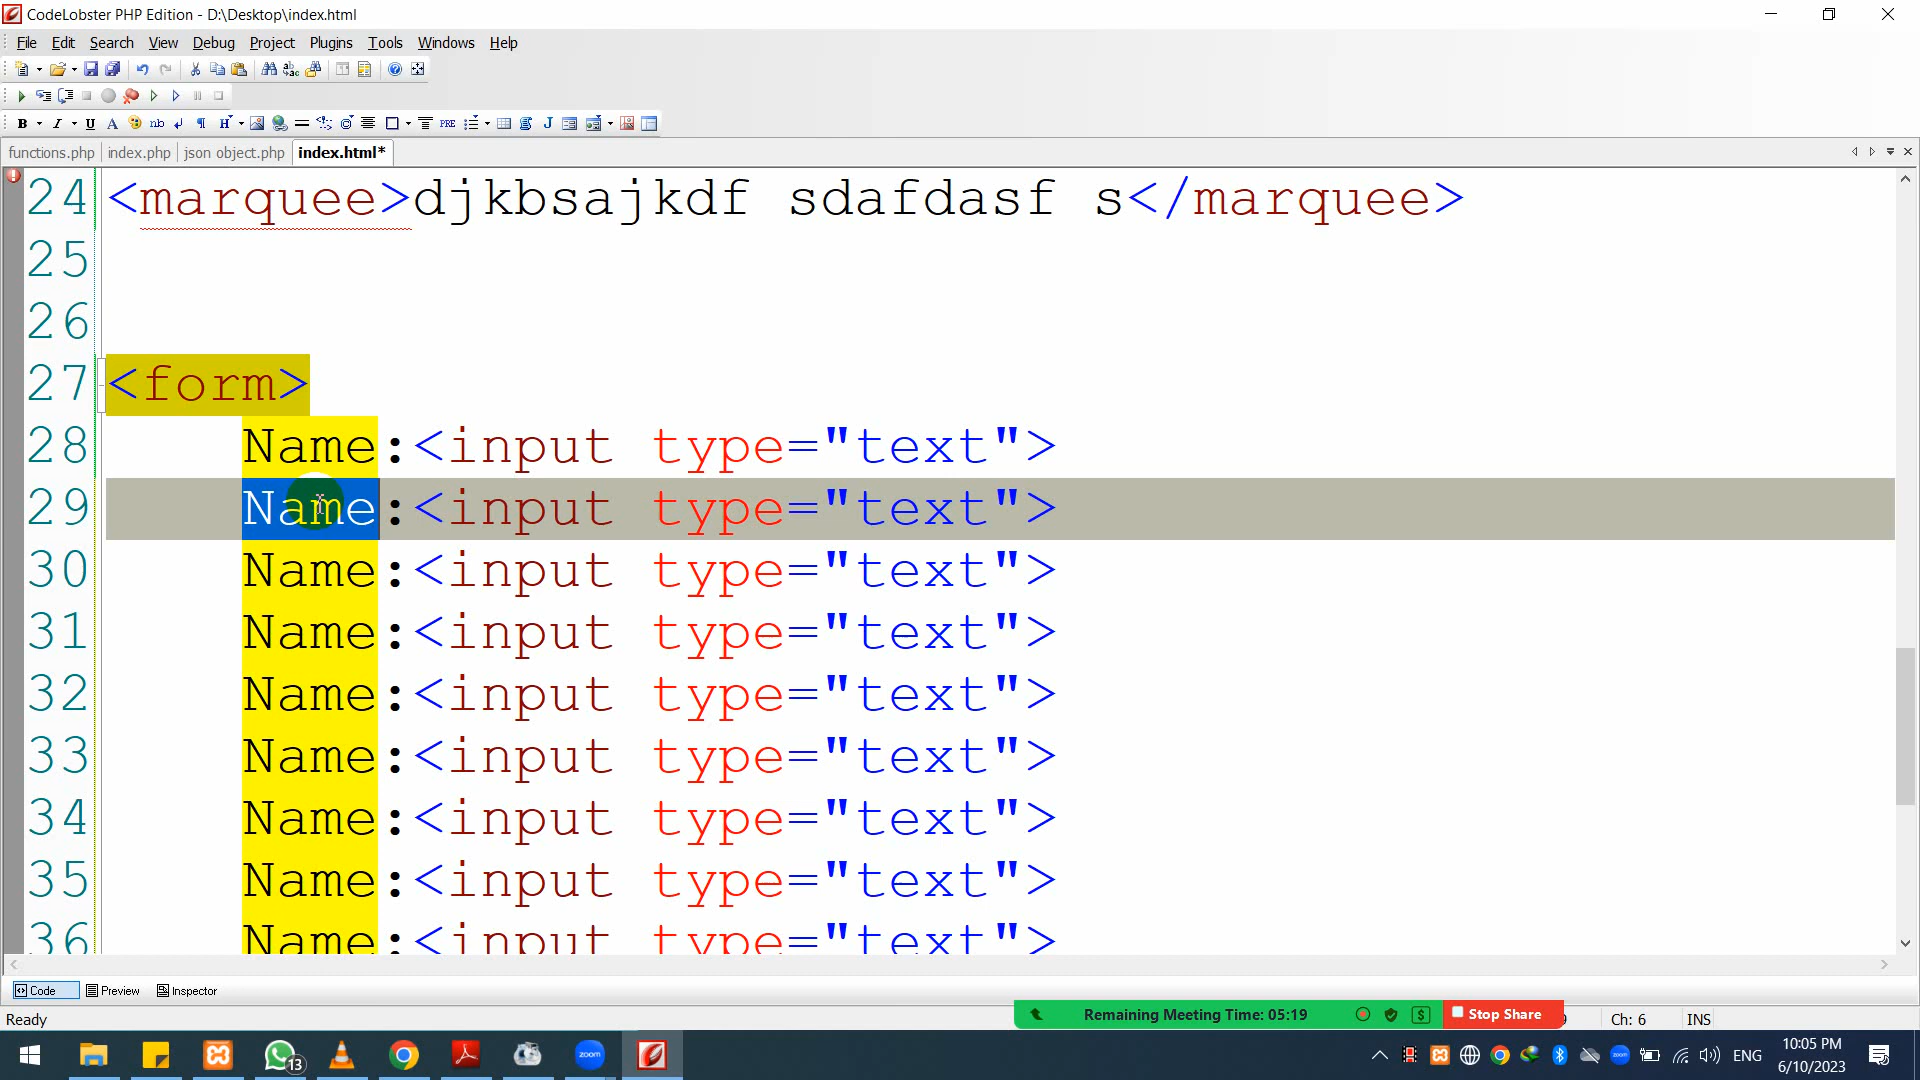 CodeLobster PHP Edition - D:\Desktop\index.html
File Edit Search View Debug Project Plugins Tools Windows Help
functions.php index.php json object.php index.html*
24 <marquee>djkbsajkdf sdafdasf s</marquee>
25
26
27 <form>
28 Name:<input type="text">
29 Name:<input type="text">
30 Name:<input type="text">
31 Name:<input type="text">
32 Name:<input type="text">
33 Name:<input type="text">
34 Name:<input type="text">
35 Name:<input type="text">
36 Name:<input type="text">
Code Preview Inspector
Remaining Meeting Time: 05:19 Stop Share
Ready Ch: 6 INS
13 zoom ENG 10:05 PM
6/10/2023